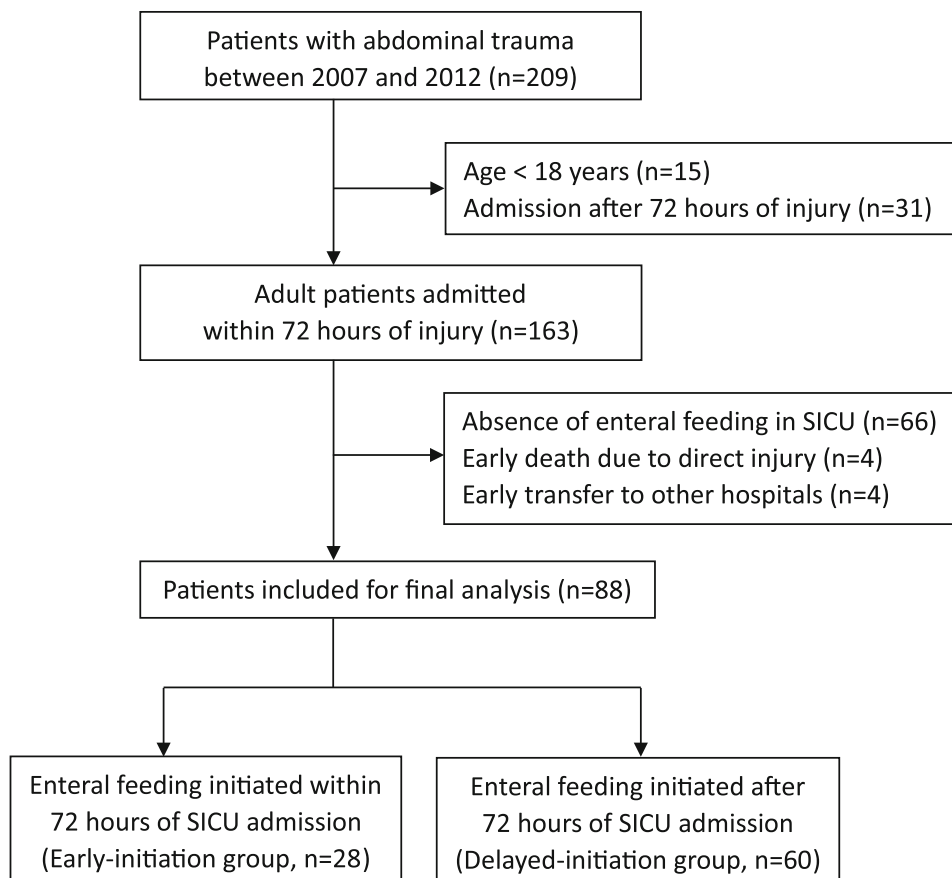 Patients with abdominal trauma
between 2007 and 2012 (n=209)
Age < 18 years (n=15)
Admission after 72 hours of injury (n=31)
Adult patients admitted
within 72 hours of injury (n=163)
Absence of enteral feeding in SICU (n=66)
Early death due to direct injury (n=4)
Early transfer to other hospitals (n=4)
Patients included for final analysis (n=88)
Enteral feeding initiated within
72 hours of SICU admission
(Early-initiation group, n=28)
Enteral feeding initiated after
72 hours of SICU admission
(Delayed-initiation group, n=60)